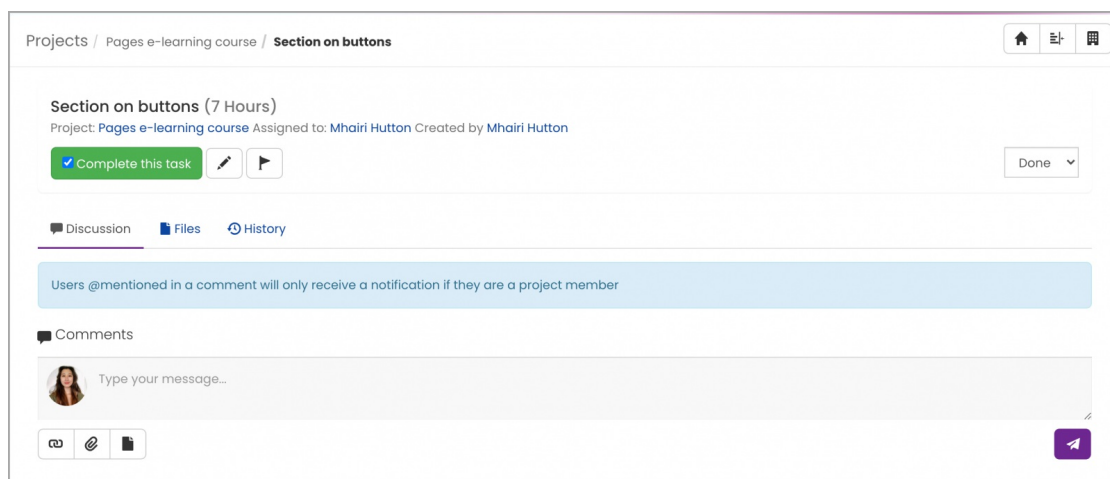 Projects / Pages e-learning course / Section on buttons
Section on buttons (7 Hours)
Project: Pages e-learning course Assigned to: Mhairi Hutton Created by Mhairi Hutton
Complete this task
Done
Discussion Files History
Users @mentioned in a comment will only receive a notification if they are a project member
Comments
Type your message...